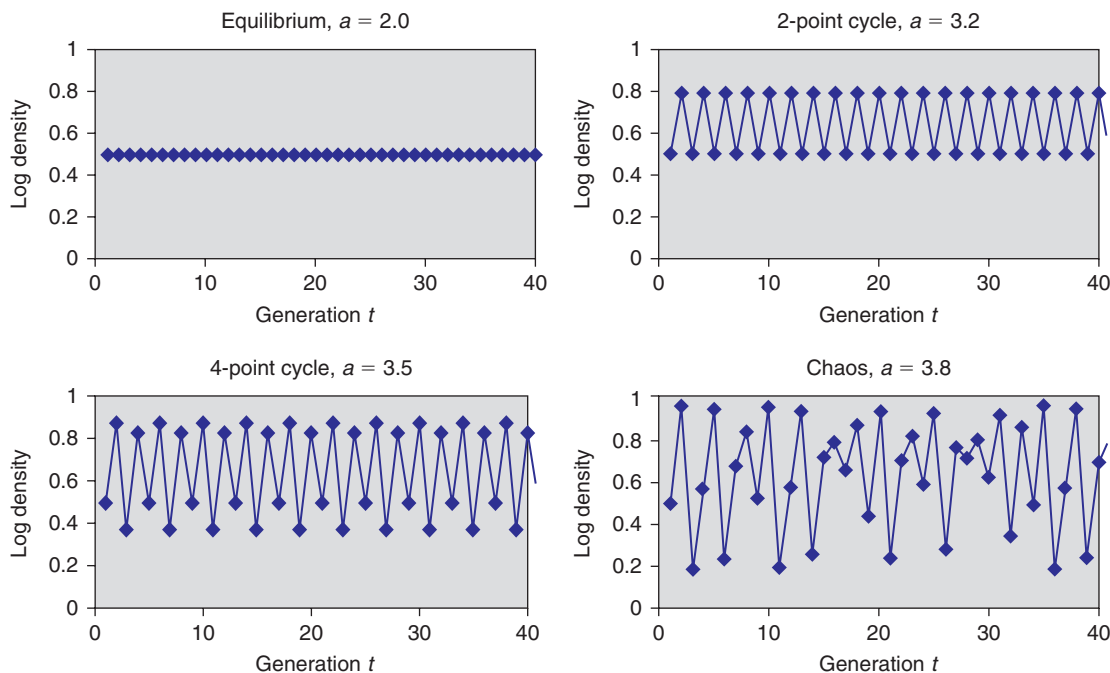 Equilibrium, a = 2.0
1
0.8
0.6
0.4
0.2
0
Log density
0 10 20 30 40
Generation t
2-point cycle, a = 3.2
1
0.8
0.6
0.4
0.2
0
Log density
0 10 20 30 40
Generation t
4-point cycle, a = 3.5
1
0.8
0.6
0.4
0.2
0
Log density
0 10 20 30 40
Generation t
Chaos, a = 3.8
1
0.8
0.6
0.4
0.2
0
Log density
0 10 20 30 40
Generation t